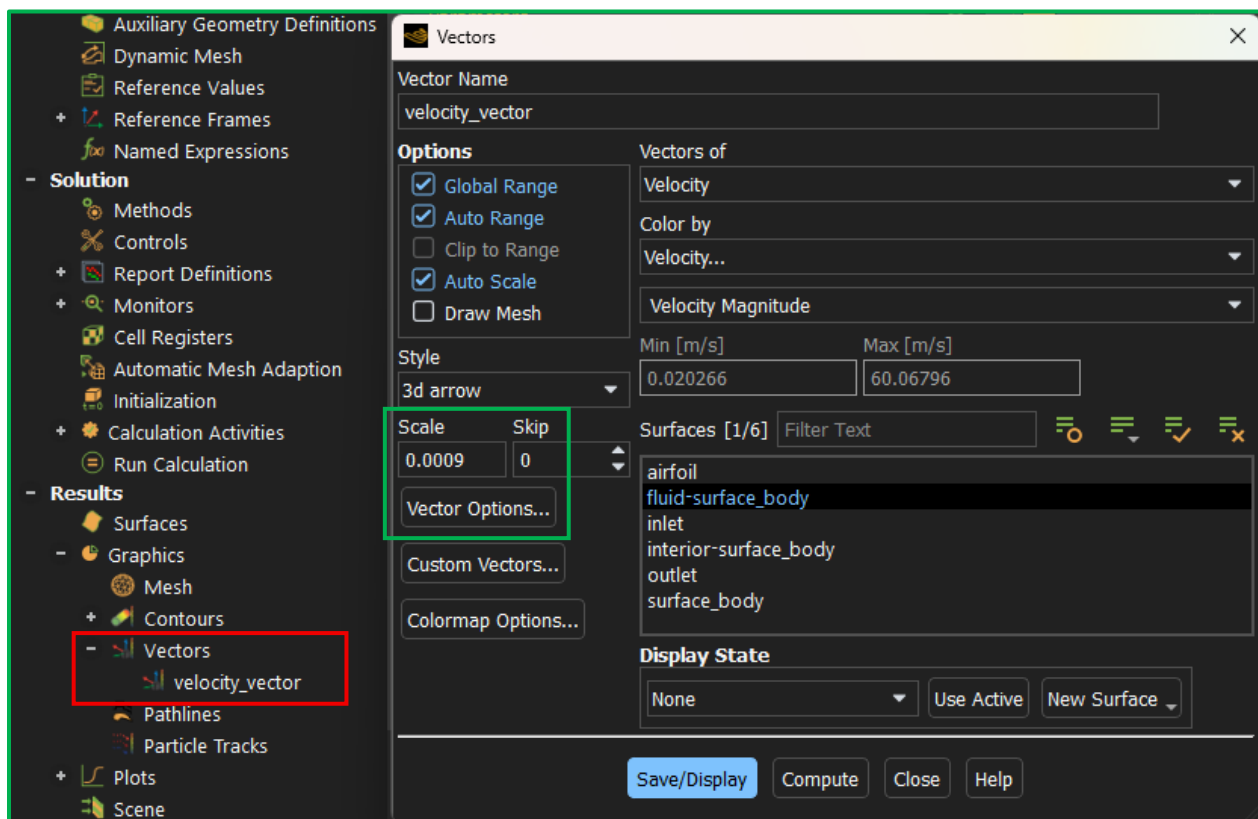 Auxiliary Geometry Definitions
Dynamic Mesh
Reference Values
+ Reference Frames
f(x) Named Expressions
- Solution
Methods
Controls
+ Report Definitions
+ Monitors
Cell Registers
Automatic Mesh Adaption
t=0 Initialization
+ Calculation Activities
Run Calculation
- Results
Surfaces
- Graphics
Mesh
+ Contours
- Vectors
velocity_vector
Pathlines
Particle Tracks
+ Plots
Scene
Vectors
Vector Name
velocity_vector
Options
Global Range
Auto Range
Clip to Range
Auto Scale
Draw Mesh
Style
3d arrow
Scale Skip
0.0009 0
Vector Options...
Custom Vectors...
Colormap Options...
Vectors of
Velocity
Color by
Velocity...
Velocity Magnitude
Min [m/s] Max [m/s]
0.020266 60.06796
Surfaces [1/6] Filter Text
airfoil
fluid-surface_body
inlet
interior-surface_body
outlet
surface_body
Display State
None Use Active New Surface
Save/Display Compute Close Help